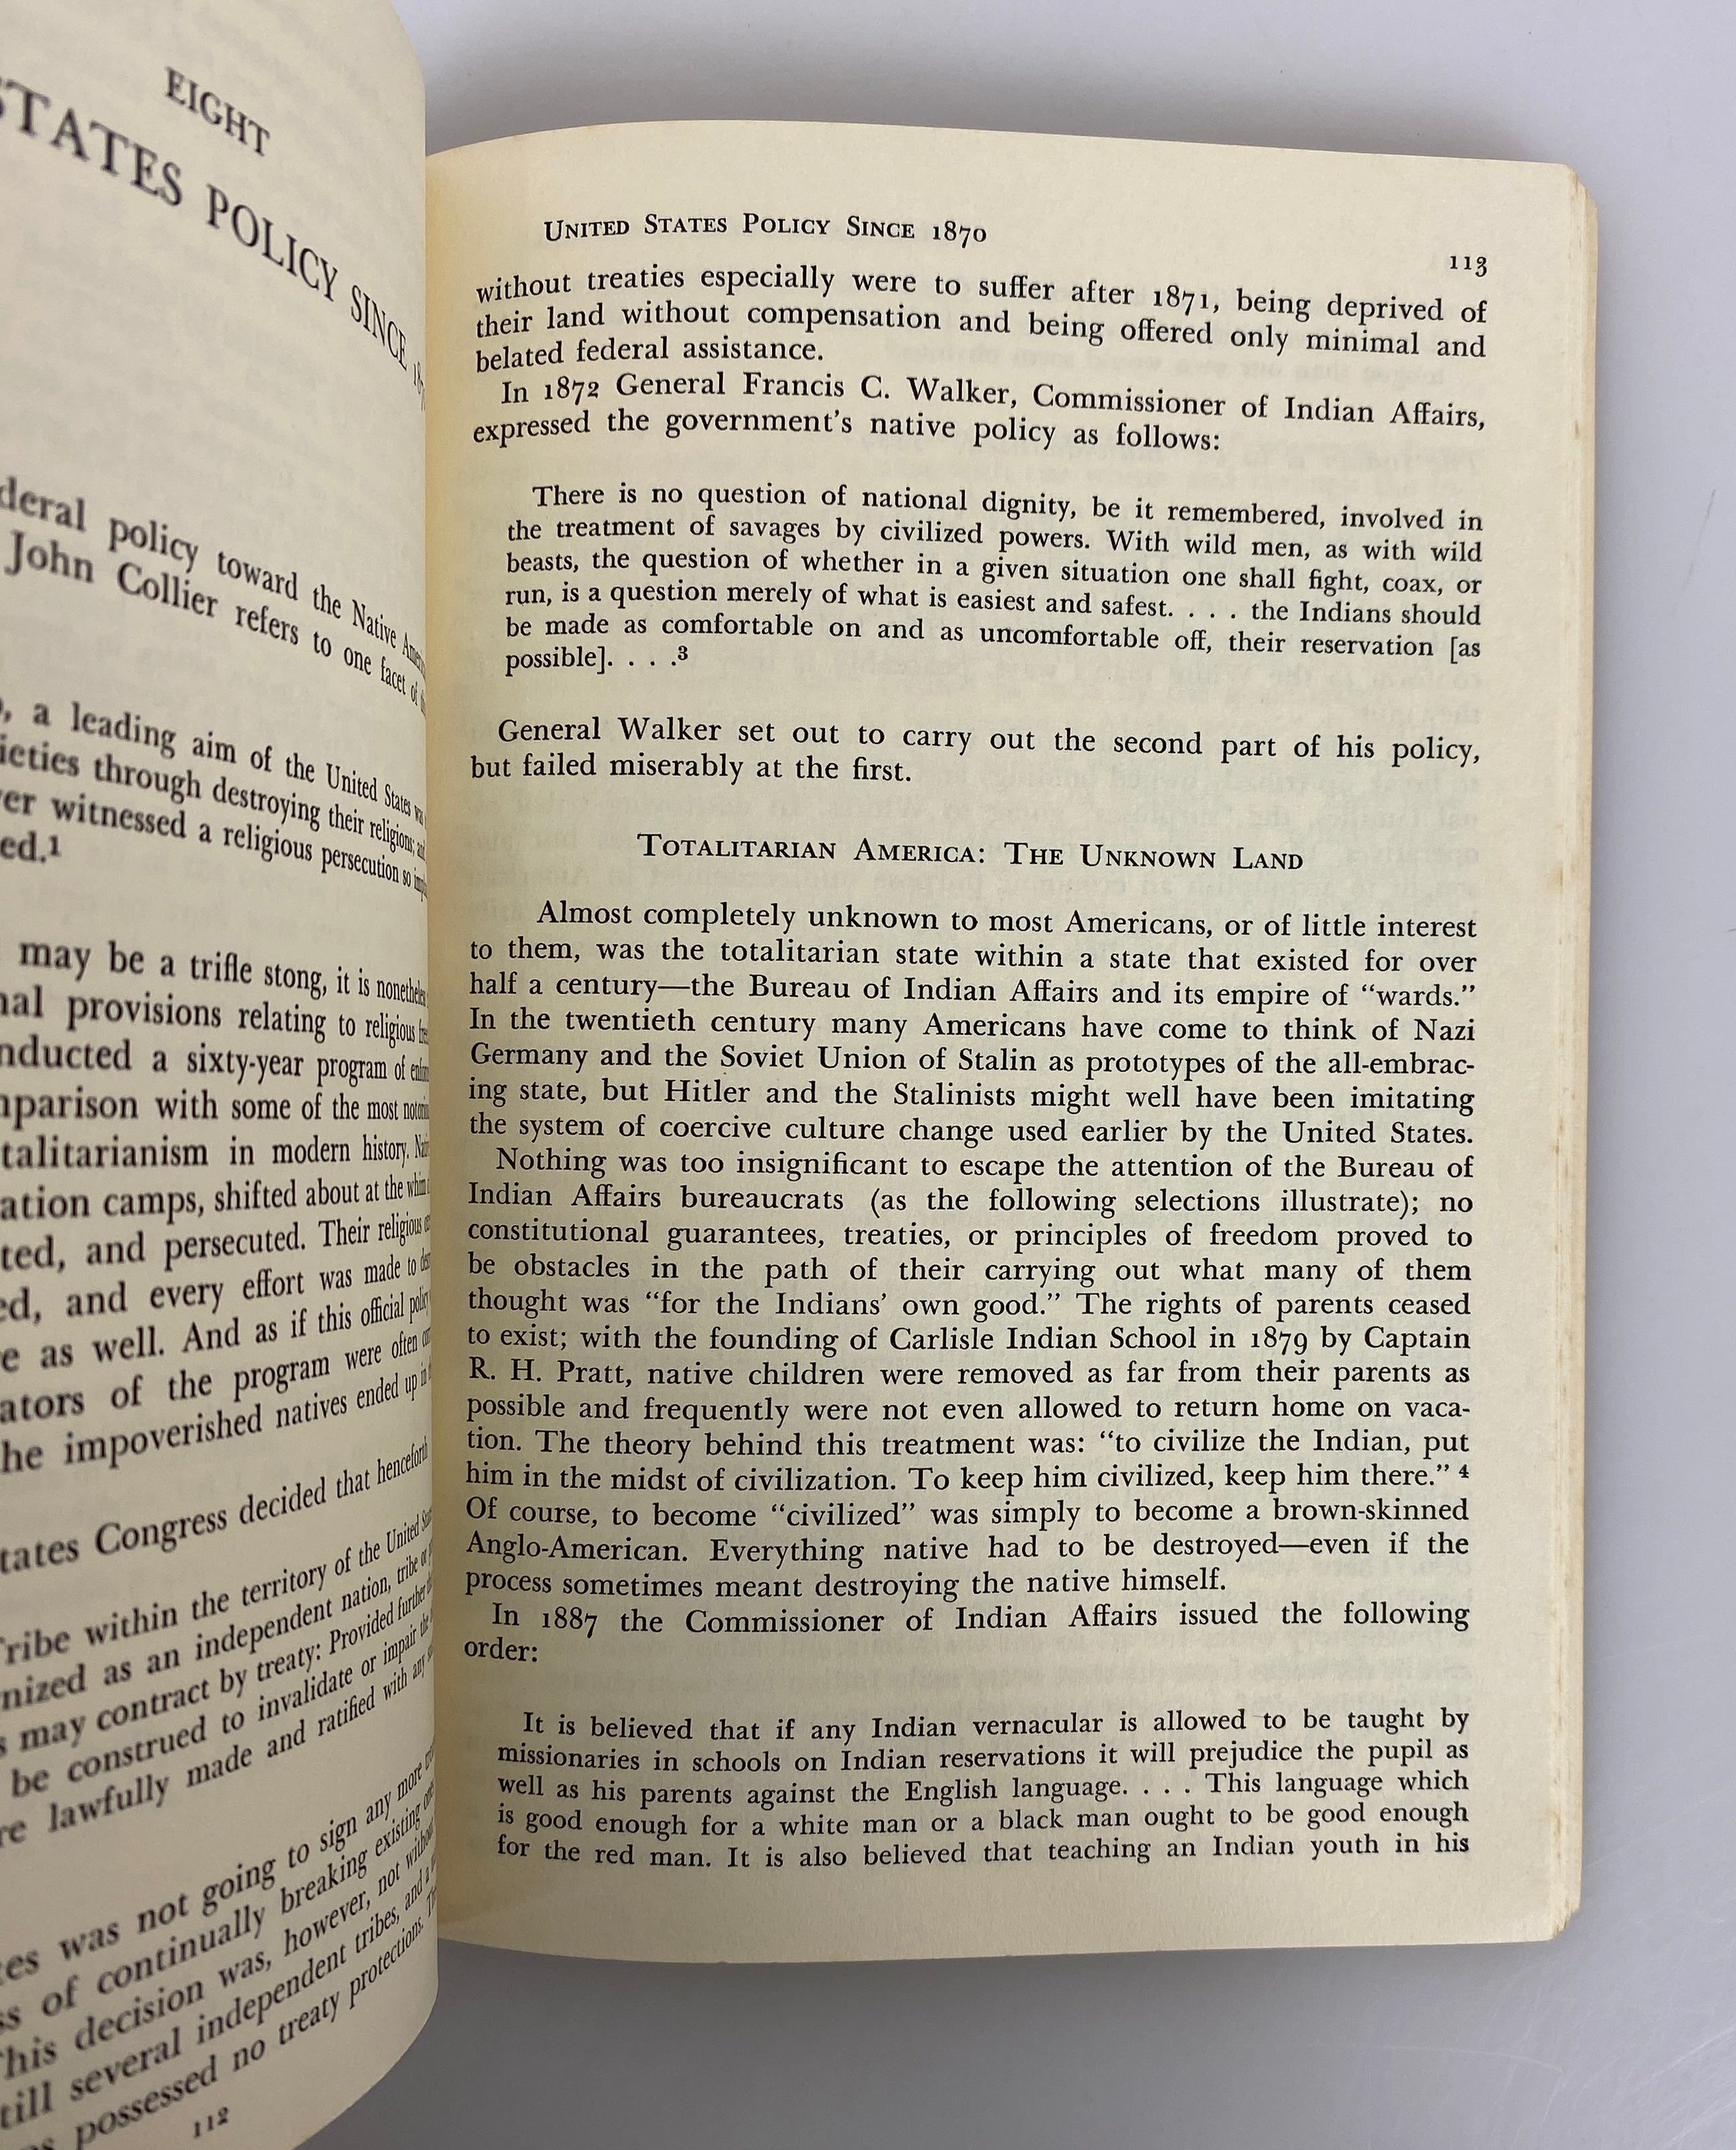 EIGHT
STATES POLICY SINCE
policy toward the Native
John Collier refers to one facet of
a leading aim of the United States was
through destroying their religions; and
witnessed a religious persecution so
may be a trifle stong, it is nonetheless
provisions relating to religious
a sixty-year program of
with some of the most
in modern history.
camps, shifted about at the whim
and persecuted. Their religious
and every effort was made to
as well. And as if this official policy
of the program were often
impoverished natives ended up in
Congress decided that henceforth
within the territory of the United
as an independent nation, tribe or
may contract by treaty: Provided further
be construed to invalidate or impair the
lawfully made and ratified with any
was not going to sign any more
of continually breaking existing
decision was, however, not without
several independent tribes, and
possessed no treaty protections.
112
UNITED STATES POLICY SINCE 1870
113
without treaties especially were to suffer after 1871, being deprived of
their land without compensation and being offered only minimal and
belated federal assistance.
In 1872 General Francis C. Walker, Commissioner of Indian Affairs,
expressed the government's native policy as follows:
There is no question of national dignity, be it remembered, involved in
the treatment of savages by civilized powers. With wild men, as with wild
beasts, the question of whether in a given situation one shall fight, coax, or
run, is a question merely of what is easiest and safest. . . . the Indians should
be made as comfortable on and as uncomfortable off, their reservation [as
possible]. . . .3
General Walker set out to carry out the second part of his policy,
but failed miserably at the first.
TOTALITARIAN AMERICA: THE UNKNOWN LAND
Almost completely unknown to most Americans, or of little interest
to them, was the totalitarian state within a state that existed for over
half a century—the Bureau of Indian Affairs and its empire of "wards."
In the twentieth century many Americans have come to think of Nazi
Germany and the Soviet Union of Stalin as prototypes of the all-embrac-
ing state, but Hitler and the Stalinists might well have been imitating
the system of coercive culture change used earlier by the United States.
Nothing was too insignificant to escape the attention of the Bureau of
Indian Affairs bureaucrats (as the following selections illustrate); no
constitutional guarantees, treaties, or principles of freedom proved to
be obstacles in the path of their carrying out what many of them
thought was "for the Indians' own good." The rights of parents ceased
to exist; with the founding of Carlisle Indian School in 1879 by Captain
R. H. Pratt, native children were removed as far from their parents as
possible and frequently were not even allowed to return home on vaca-
tion. The theory behind this treatment was: "to civilize the Indian, put
him in the midst of civilization. To keep him civilized, keep him there." 4
Of course, to become "civilized" was simply to become a brown-skinned
Anglo-American. Everything native had to be destroyed—even if the
process sometimes meant destroying the native himself.
In 1887 the Commissioner of Indian Affairs issued the following
order:
It is believed that if any Indian vernacular is allowed to be taught by
missionaries in schools on Indian reservations it will prejudice the pupil as
well as his parents against the English language. . . . This language which
is good enough for a white man or a black man ought to be good enough
for the red man. It is also believed that teaching an Indian youth in his